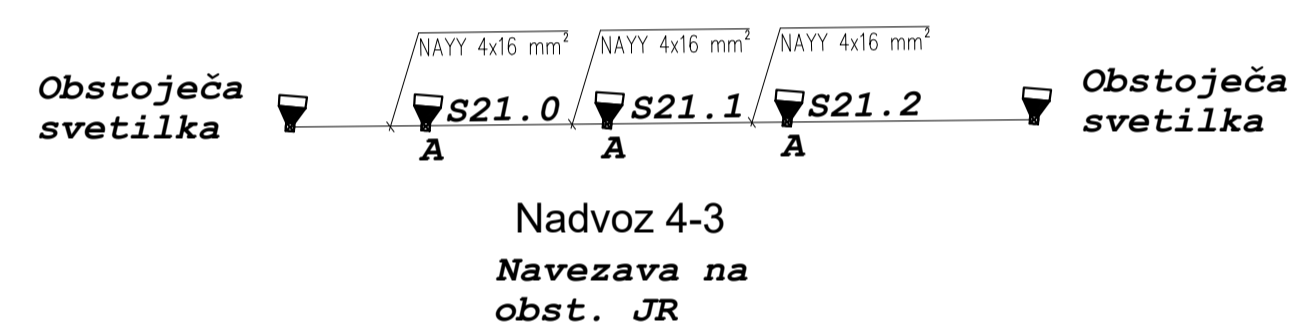 NAYY 4x16 mm²
NAYY 4x16 mm²
NAYY 4x16 mm²
Obstoječa
svetilka
S21.0
S21.1
S21.2
Obstoječa
svetilka
A
A
A
Nadvoz 4-3
Navezava na
obst. JR